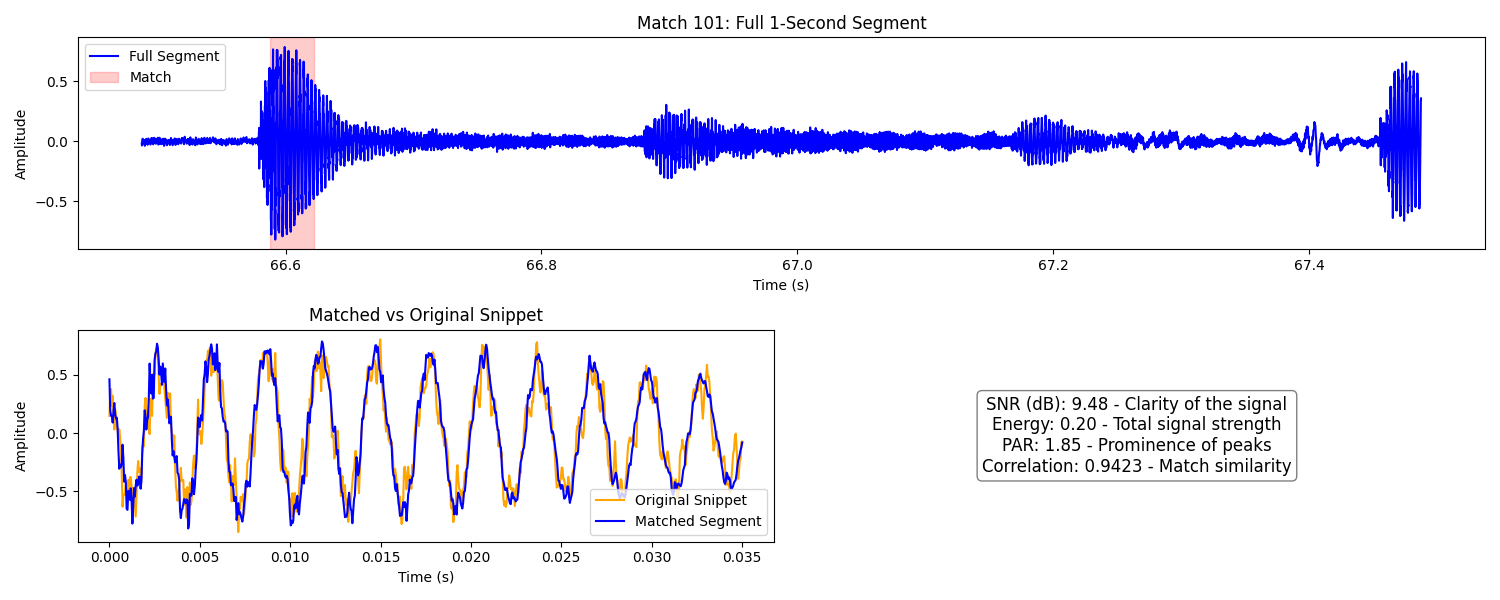 Match 101: Full 1-Second Segment
Full Segment
Match
Amplitude
0.5
0.0
−0.5
66.6
66.8
67.0
67.2
67.4
Time (s)
Matched vs Original Snippet
Amplitude
0.5
0.0
−0.5
Original Snippet
Matched Segment
0.000
0.005
0.010
0.015
0.020
0.025
0.030
0.035
Time (s)
SNR (dB): 9.48 - Clarity of the signal
Energy: 0.20 - Total signal strength
PAR: 1.85 - Prominence of peaks
Correlation: 0.9423 - Match similarity